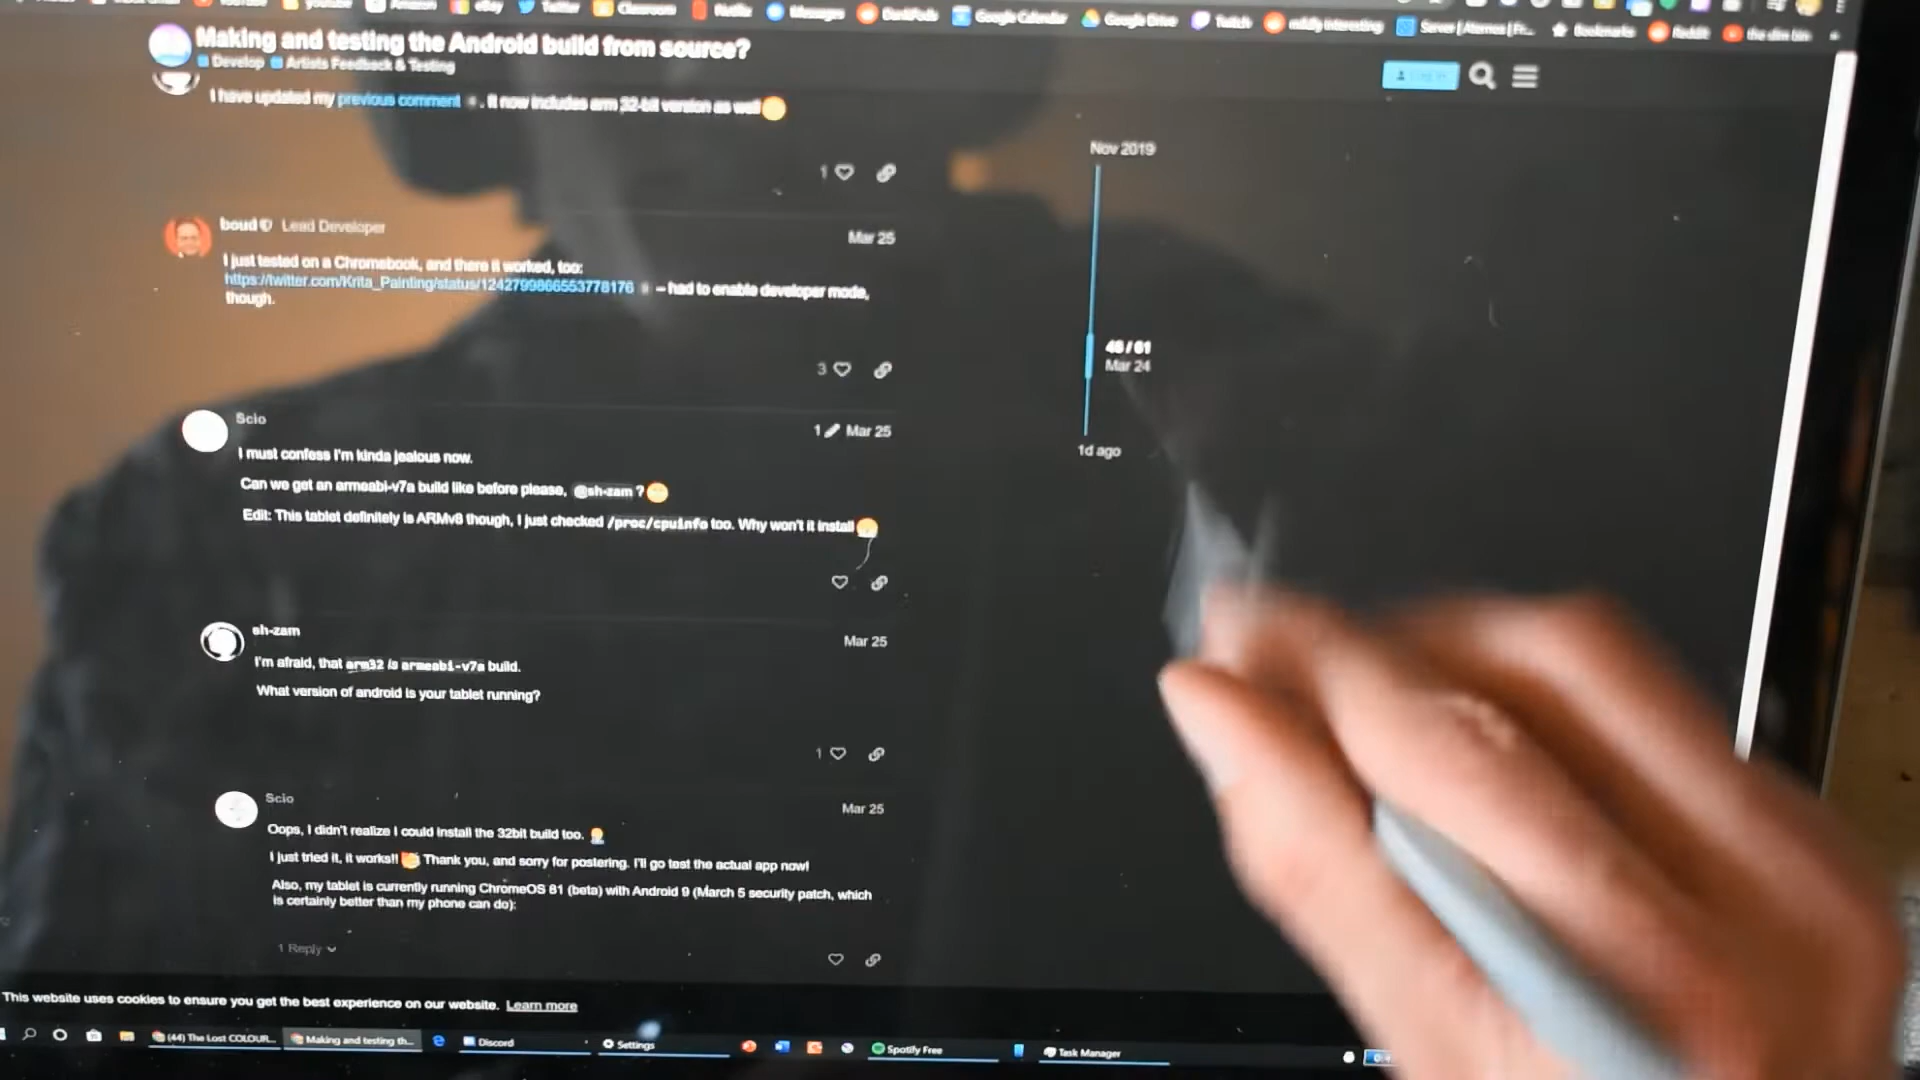 youtube Amazon eBay Twitter Classroom Netflix Messages DankPods Google Calendar Google Drive Twitch mildly interesting Server | Aternos | Fr... Bookmarks Reddit the slim bin
Making and testing the Android build from source?
Develop Artists Feedback & Testing
Log In
I have updated my previous comment . It now includes arm 32-bit version as well
1
Nov 2019
boud Lead Developer
Mar 25
I just tested on a Chromebook, and there it worked, too:
https://twitter.com/Krita_Painting/status/1242799866553778176 – had to enable developer mode,
though.
46 / 61
Mar 24
3
1d ago
Scio
1 Mar 25
I must confess I'm kinda jealous now.
Can we get an armeabi-v7a build like before please, @sh-zam ?
Edit: This tablet definitely is ARMv8 though, I just checked /proc/cpuinfo too. Why won't it install
sh-zam
Mar 25
I'm afraid, that arm32 is armeabi-v7a build.
What version of android is your tablet running?
1
Scio
Mar 25
Oops, I didn't realize I could install the 32bit build too.
I just tried it, it works!! Thank you, and sorry for postering. I'll go test the actual app now!
Also, my tablet is currently running ChromeOS 81 (beta) with Android 9 (March 5 security patch, which
is certainly better than my phone can do):
1 Reply
This website uses cookies to ensure you get the best experience on our website. Learn more
(44) The Lost COLOUR... Making and testing th... Discord Settings Spotify Free Task Manager